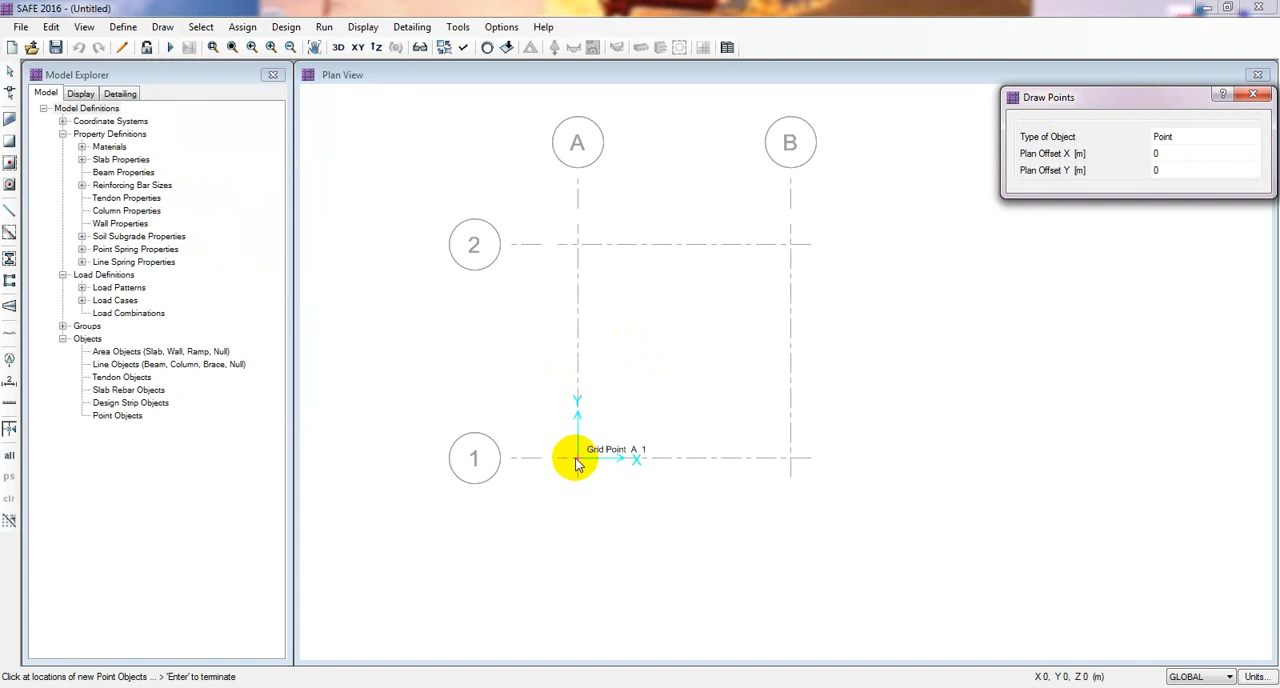 SAFE 2016 - (Untitled)
File Edit View Define Draw Select Assign Design Run Display Detailing Tools Options Help
3D XY
Model Explorer
Model Display Detailing
Model Definitions
Coordinate Systems
Property Definitions
Materials
Slab Properties
Beam Properties
Reinforcing Bar Sizes
Tendon Properties
Column Properties
Wall Properties
Soil Subgrade Properties
Point Spring Properties
Line Spring Properties
Load Definitions
Load Patterns
Load Cases
Load Combinations
Groups
Objects
Area Objects (Slab, Wall, Ramp, Null)
Line Objects (Beam, Column, Brace, Null)
Tendon Objects
Slab Rebar Objects
Design Strip Objects
Point Objects
all
ps
clr
Plan View
A B
2
Y
Grid Point A 1
X
1
Draw Points
Type of Object Point
Plan Offset X [m] 0
Plan Offset Y [m] 0
Click at locations of new Point Objects ... > 'Enter' to terminate
X 0, Y 0, Z 0 (m)
GLOBAL
Units...